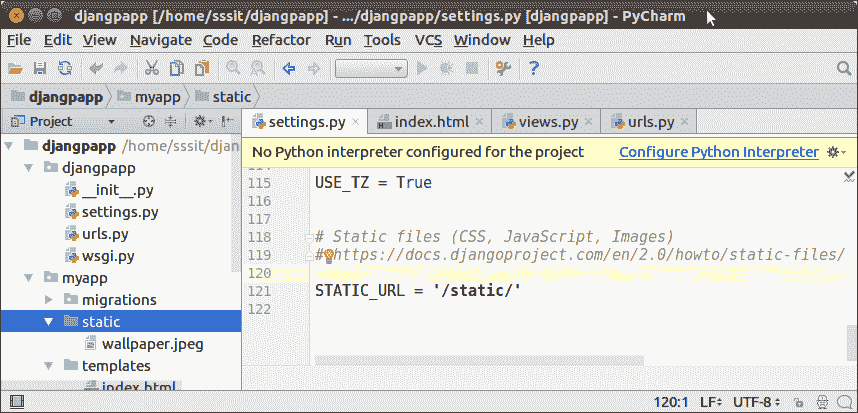 djangpapp [/home/sssit/djangpapp] - .../djangpapp/settings.py [djangpapp] - PyCharm
File Edit View Navigate Code Refactor Run Tools VCS Window Help
djangpapp myapp static
Project
settings.py index.html views.py urls.py
djangpapp /home/sssit/djan
djangpapp
__init__.py
settings.py
urls.py
wsgi.py
myapp
migrations
static
wallpaper.jpeg
templates
index.html
No Python interpreter configured for the project Configure Python Interpreter
115 USE_TZ = True
116
117
118 # Static files (CSS, JavaScript, Images)
119 # https://docs.djangoproject.com/en/2.0/howto/static-files/
120
121 STATIC_URL = '/static/'
122
120:1 LF UTF-8